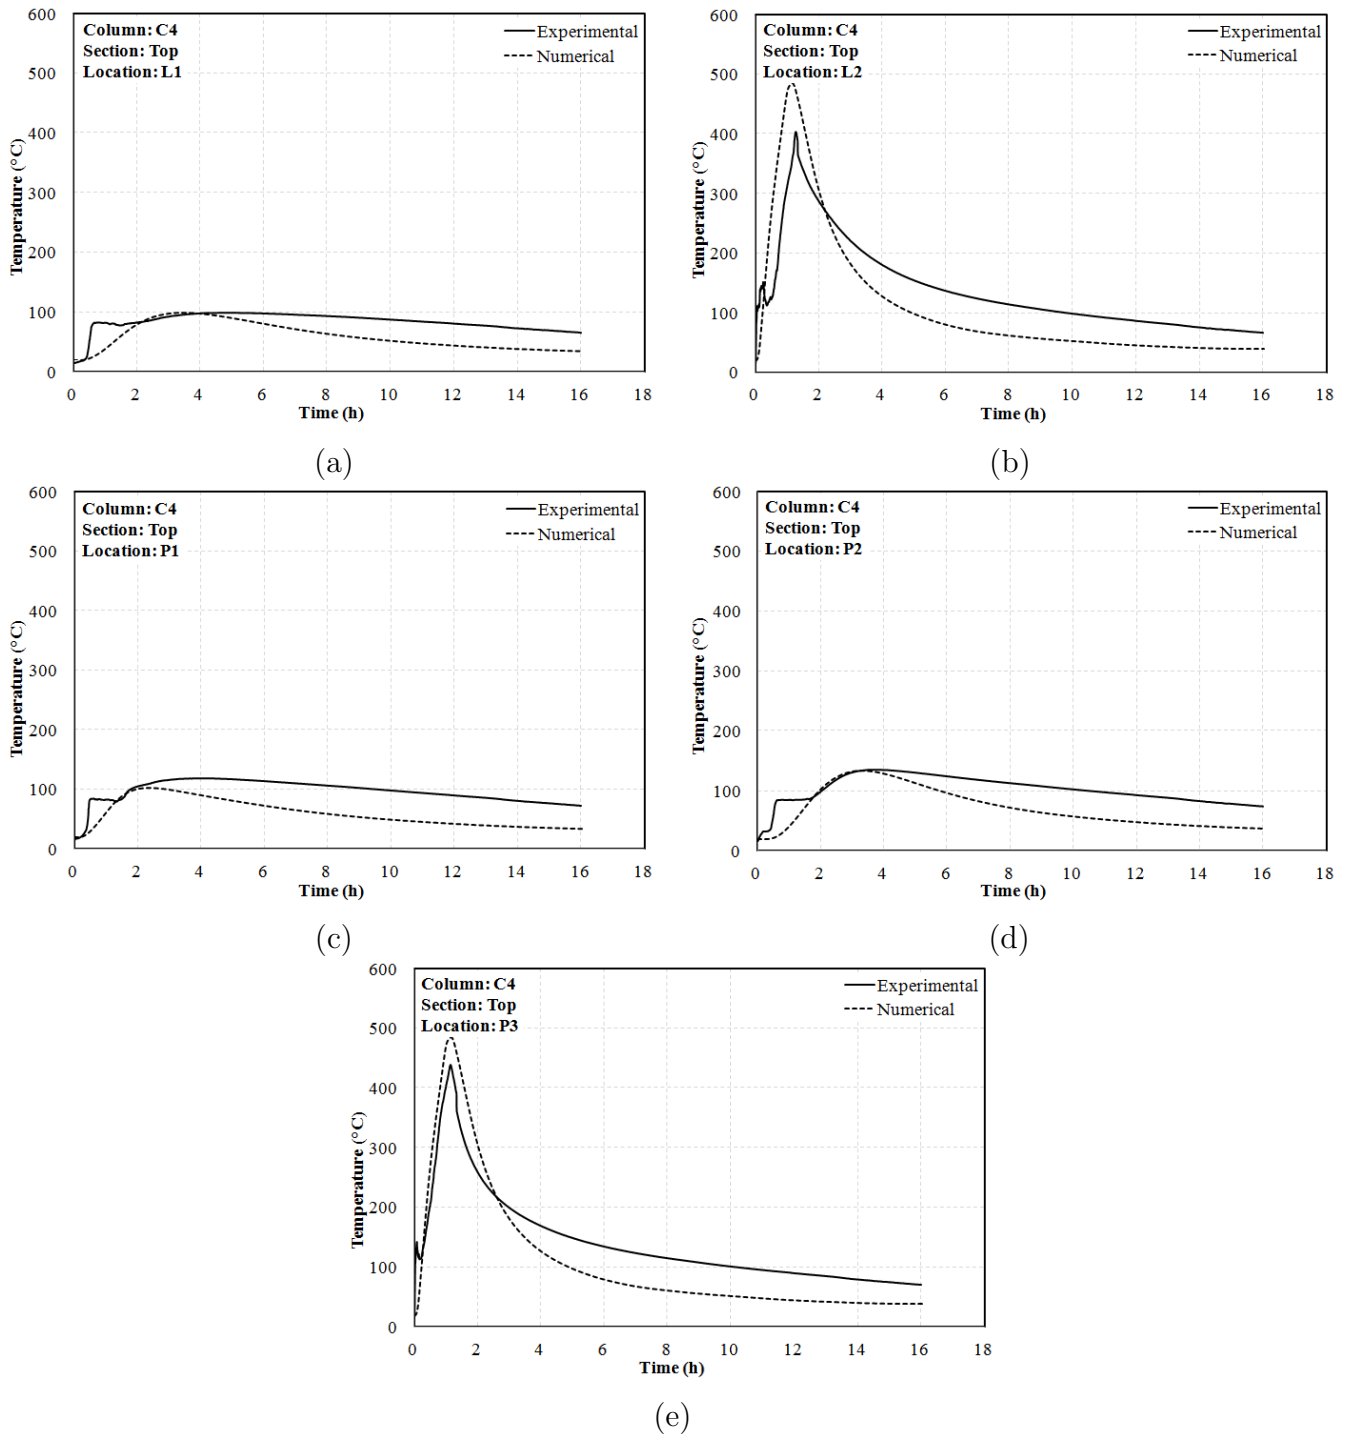 Column: C4
Section: Top
Location: L1
Experimental
Numerical
600
500
400
300
200
100
0
Temperature (°C)
0 2 4 6 8 10 12 14 16 18
Time (h)
(a)
Column: C4
Section: Top
Location: L2
Experimental
Numerical
600
500
400
300
200
100
0
Temperature (°C)
0 2 4 6 8 10 12 14 16 18
Time (h)
(b)
Column: C4
Section: Top
Location: P1
Experimental
Numerical
600
500
400
300
200
100
0
Temperature (°C)
0 2 4 6 8 10 12 14 16 18
Time (h)
(c)
Column: C4
Section: Top
Location: P2
Experimental
Numerical
600
500
400
300
200
100
0
Temperature (°C)
0 2 4 6 8 10 12 14 16 18
Time (h)
(d)
Column: C4
Section: Top
Location: P3
Experimental
Numerical
600
500
400
300
200
100
0
Temperature (°C)
0 2 4 6 8 10 12 14 16 18
Time (h)
(e)